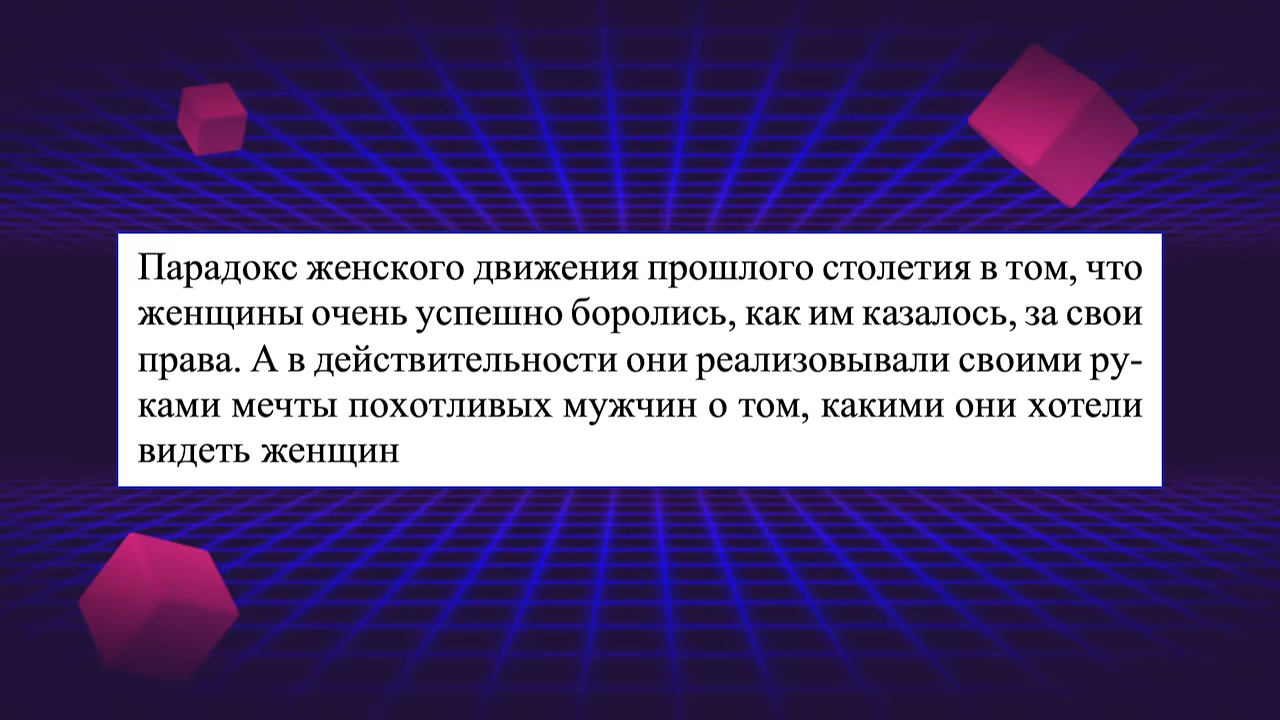 Парадокс женского движения прошлого столетия в том, что
женщины очень успешно боролись, как им казалось, за свои
права. А в действительности они реализовывали своими ру-
ками мечты похотливых мужчин о том, какими они хотели
видеть женщин